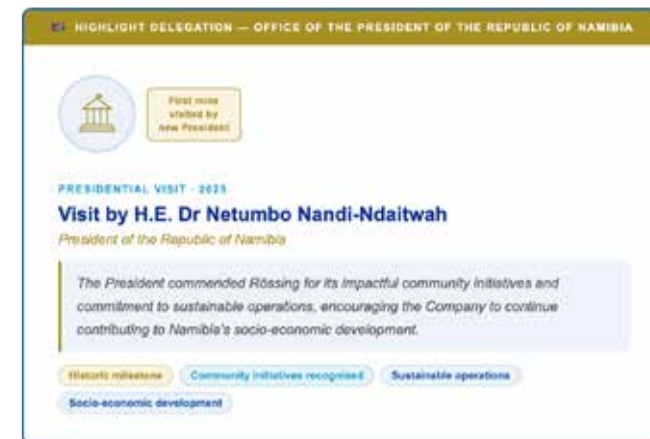 HIGHLIGHT DELEGATION — OFFICE OF THE PRESIDENT OF THE REPUBLIC OF NAMIBIA
First mine
visited by
new President
PRESIDENTIAL VISIT · 2025
Visit by H.E. Dr Netumbo Nandi-Ndaitwah
President of the Republic of Namibia
The President commended Rössing for its impactful community initiatives and
commitment to sustainable operations, encouraging the Company to continue
contributing to Namibia's socio-economic development.
Historic milestone
Community initiatives recognised
Sustainable operations
Socio-economic development